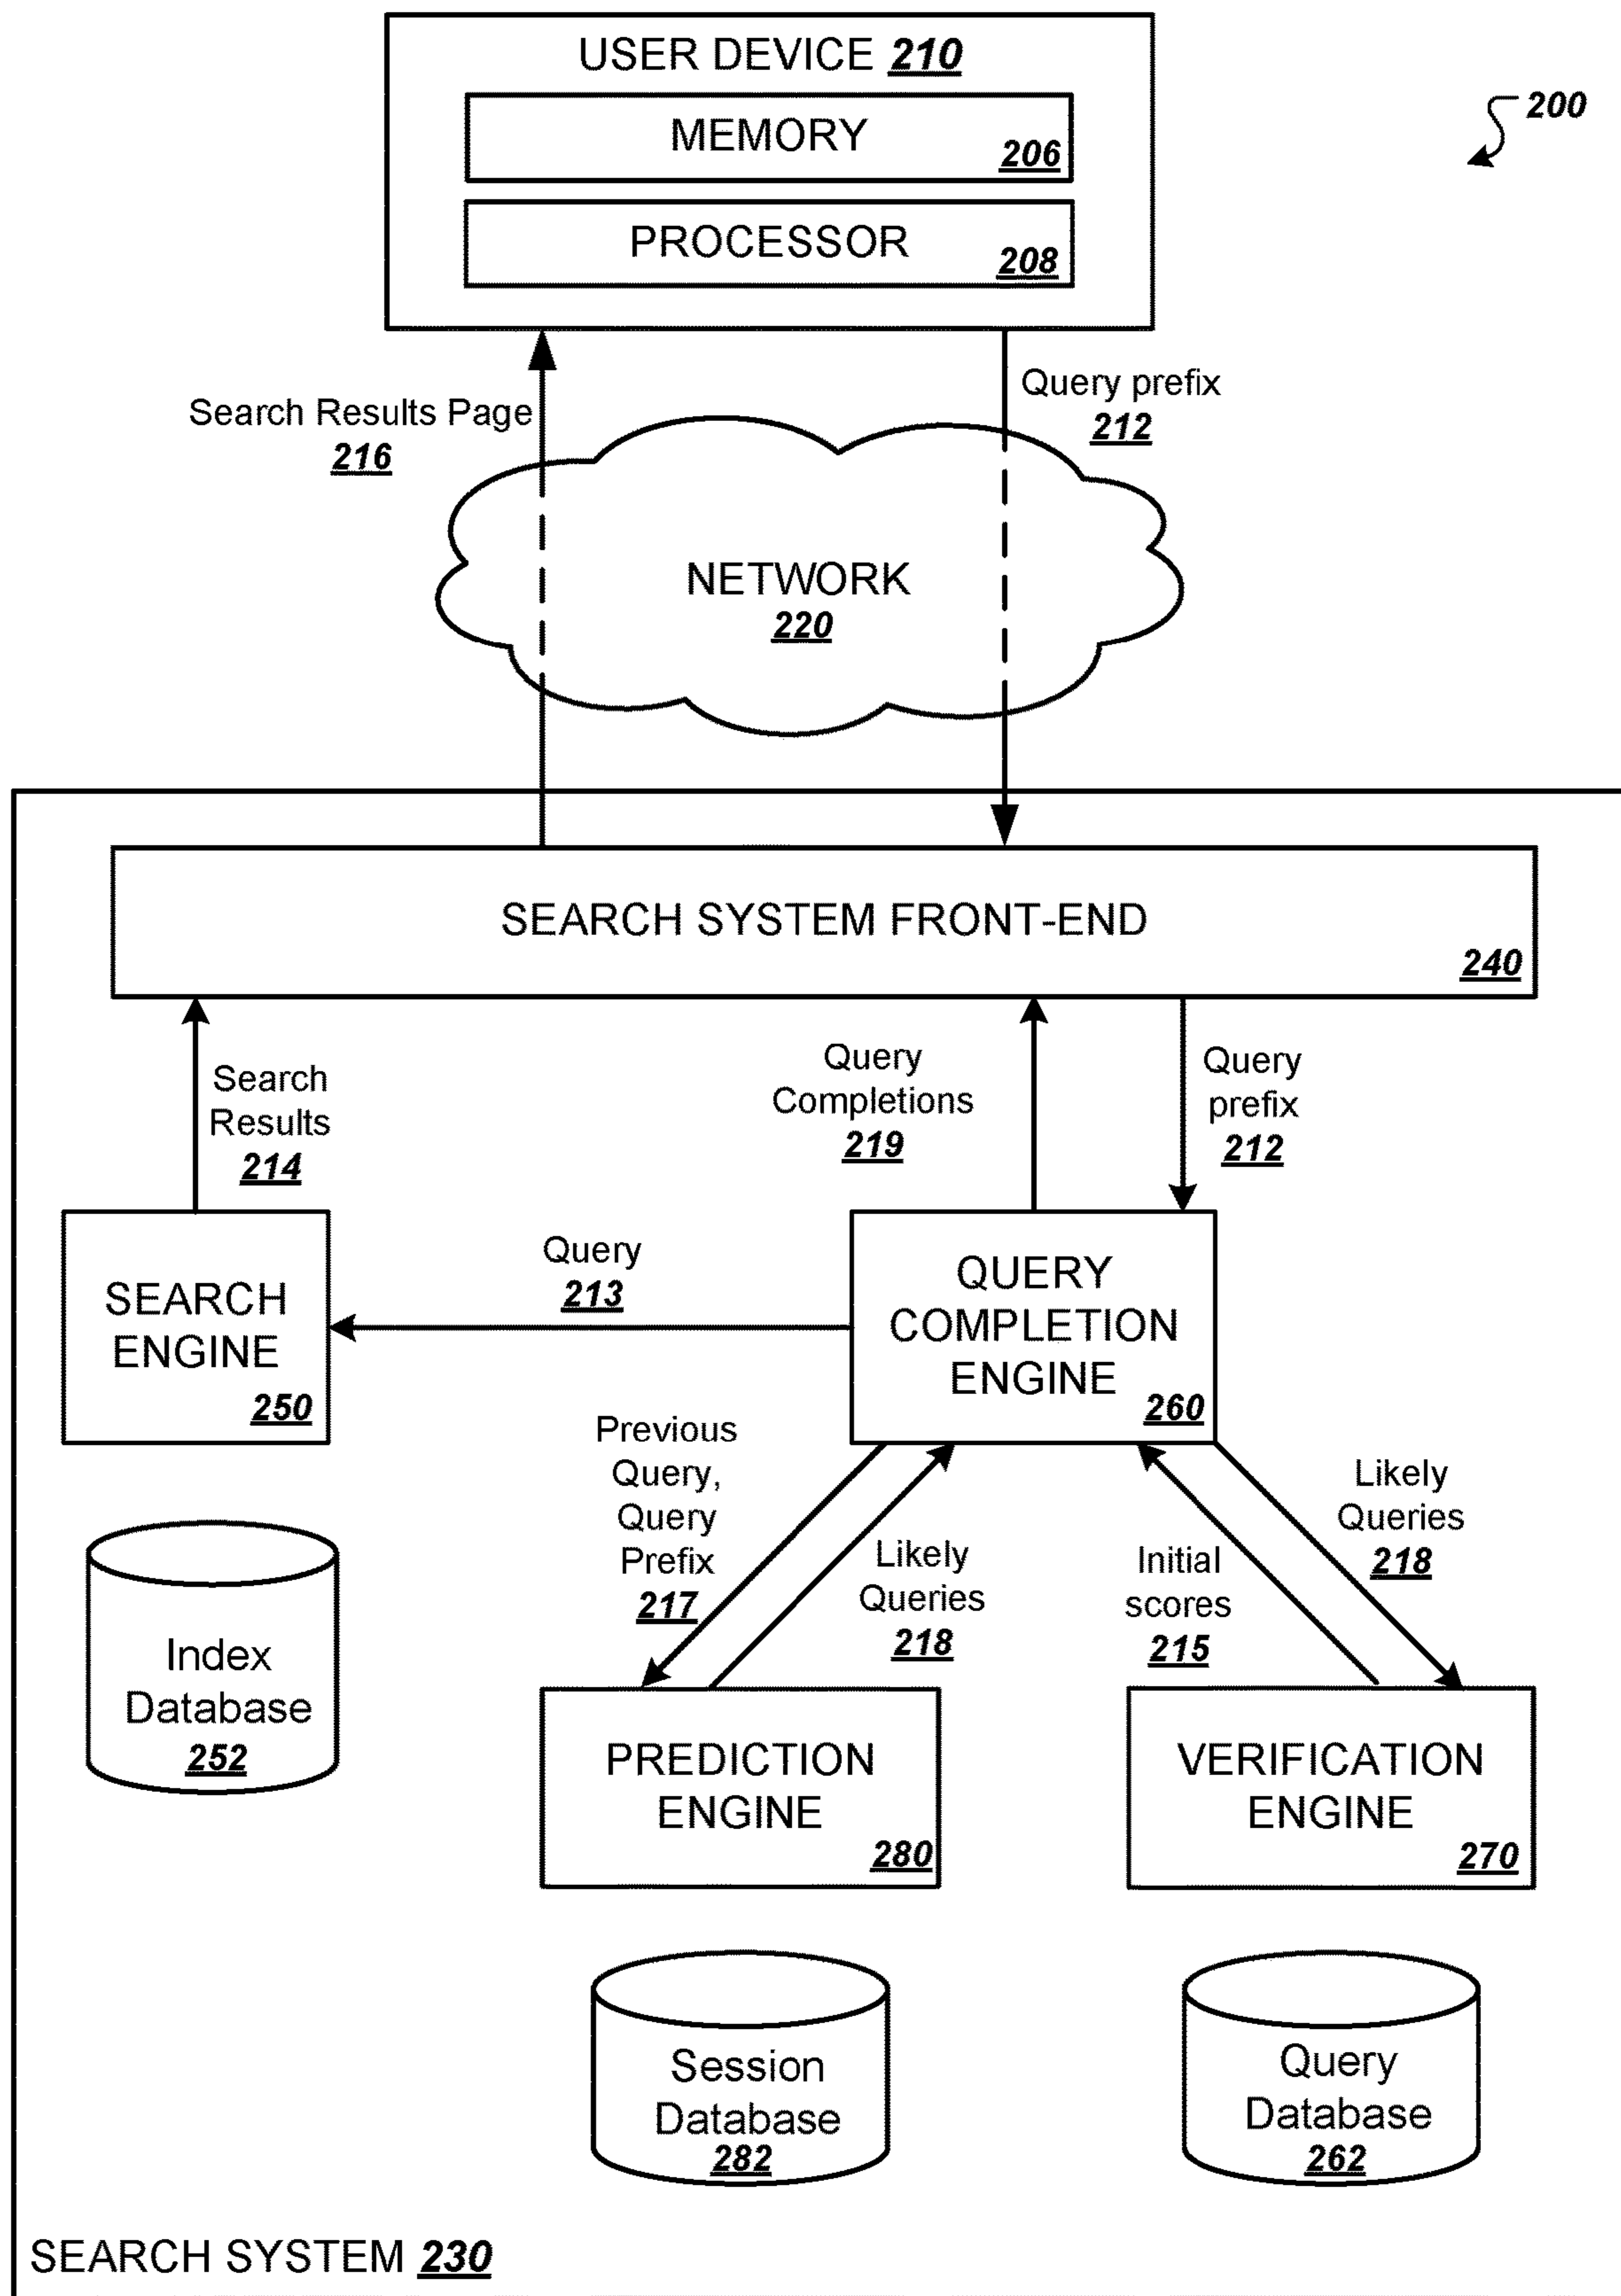 USER DEVICE 210
MEMORY
206
PROCESSOR
208
200
Search Results Page
216
Query prefix
212
NETWORK
220
SEARCH SYSTEM FRONT-END
240
Search
Results
214
Query
Completions
219
Query
prefix
212
SEARCH
ENGINE
250
Query
213
QUERY
COMPLETION
ENGINE
260
Previous
Query,
Query
Prefix
217
Likely
Queries
218
Initial
scores
215
Likely
Queries
218
Index
Database
252
PREDICTION
ENGINE
280
VERIFICATION
ENGINE
270
Session
Database
282
Query
Database
262
SEARCH SYSTEM 230